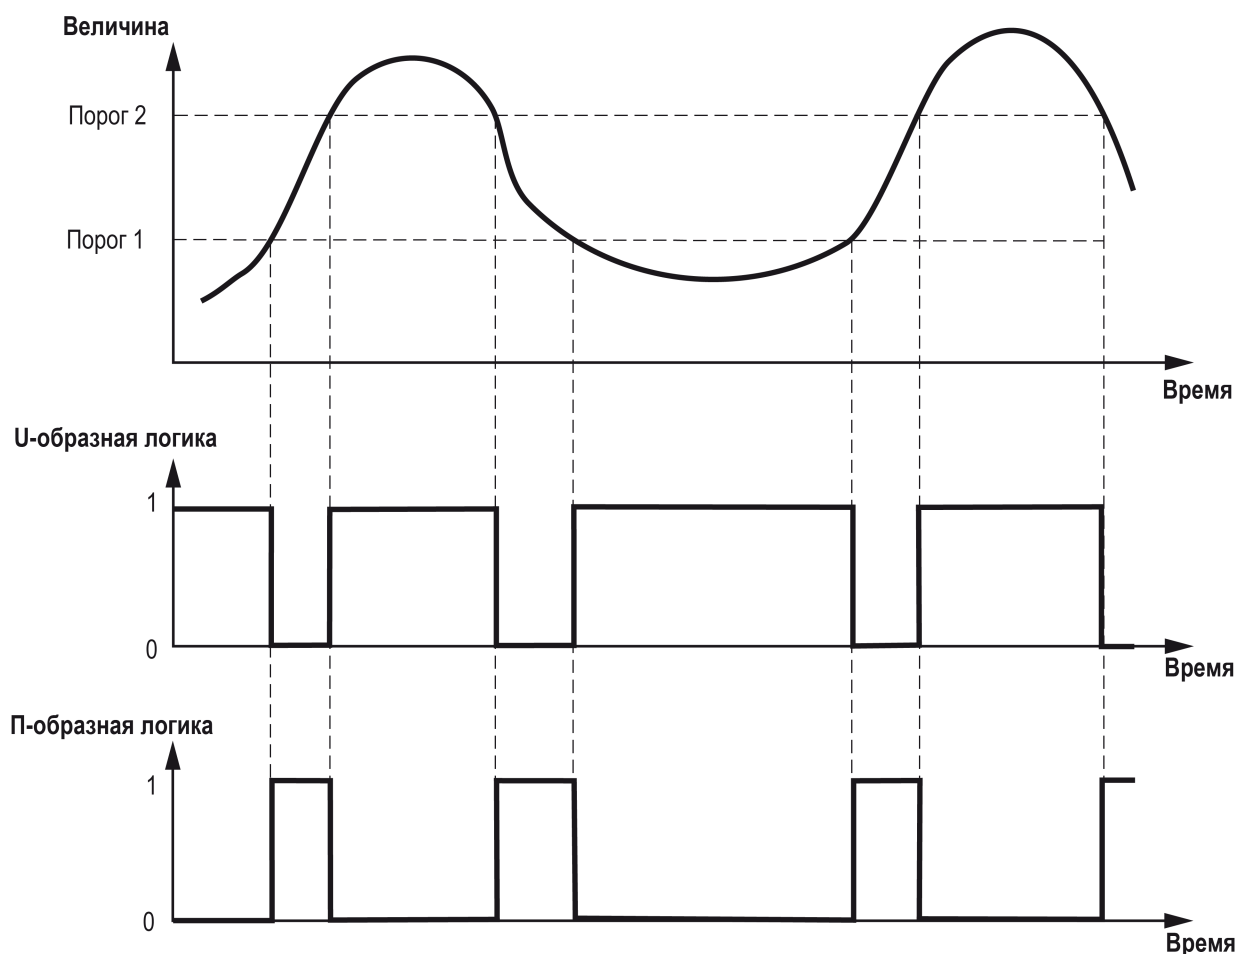 Величина
Порог 2
Порог 1
Время
U-образная логика
1
0
Время
П-образная логика
1
0
Время